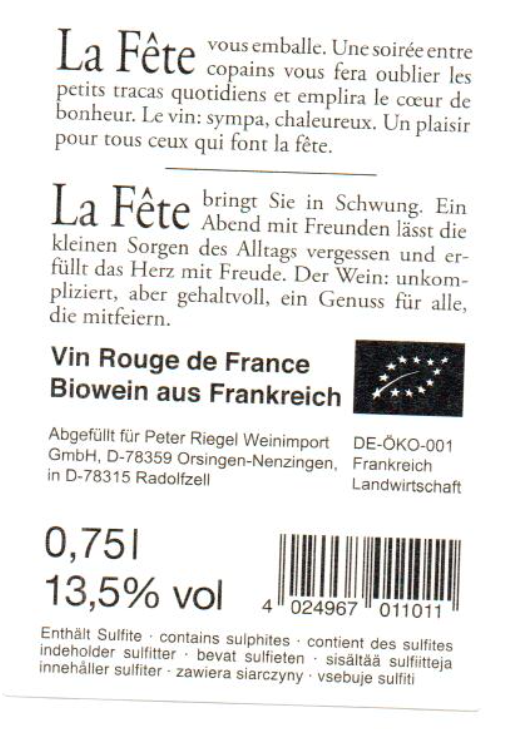 La Fête vous emballe. Une soirée entre
copains vous fera oublier les
petits tracas quotidiens et emplira le cœur de
bonheur. Le vin: sympa, chaleureux. Un plaisir
pour tous ceux qui font la fête.
La Fête bringt Sie in Schwung. Ein
Abend mit Freunden lässt die
kleinen Sorgen des Alltags vergessen und er-
füllt das Herz mit Freude. Der Wein: unkom-
pliziert, aber gehaltvoll, ein Genuss für alle,
die mitfeiern.
Vin Rouge de France
Biowein aus Frankreich
Abgefüllt für Peter Riegel Weinimport
GmbH, D-78359 Orsingen-Nenzingen,
in D-78315 Radolfzell
DE-ÖKO-001
Frankreich
Landwirtschaft
0,75l
13,5% vol
4 024967 011011
Enthält Sulfite · contains sulphites · contient des sulfites
indeholder sulfitter · bevat sulfieten · sisältää sulfiitteja
innehåller sulfiter · zawiera siarczyny · vsebuje sulfiti